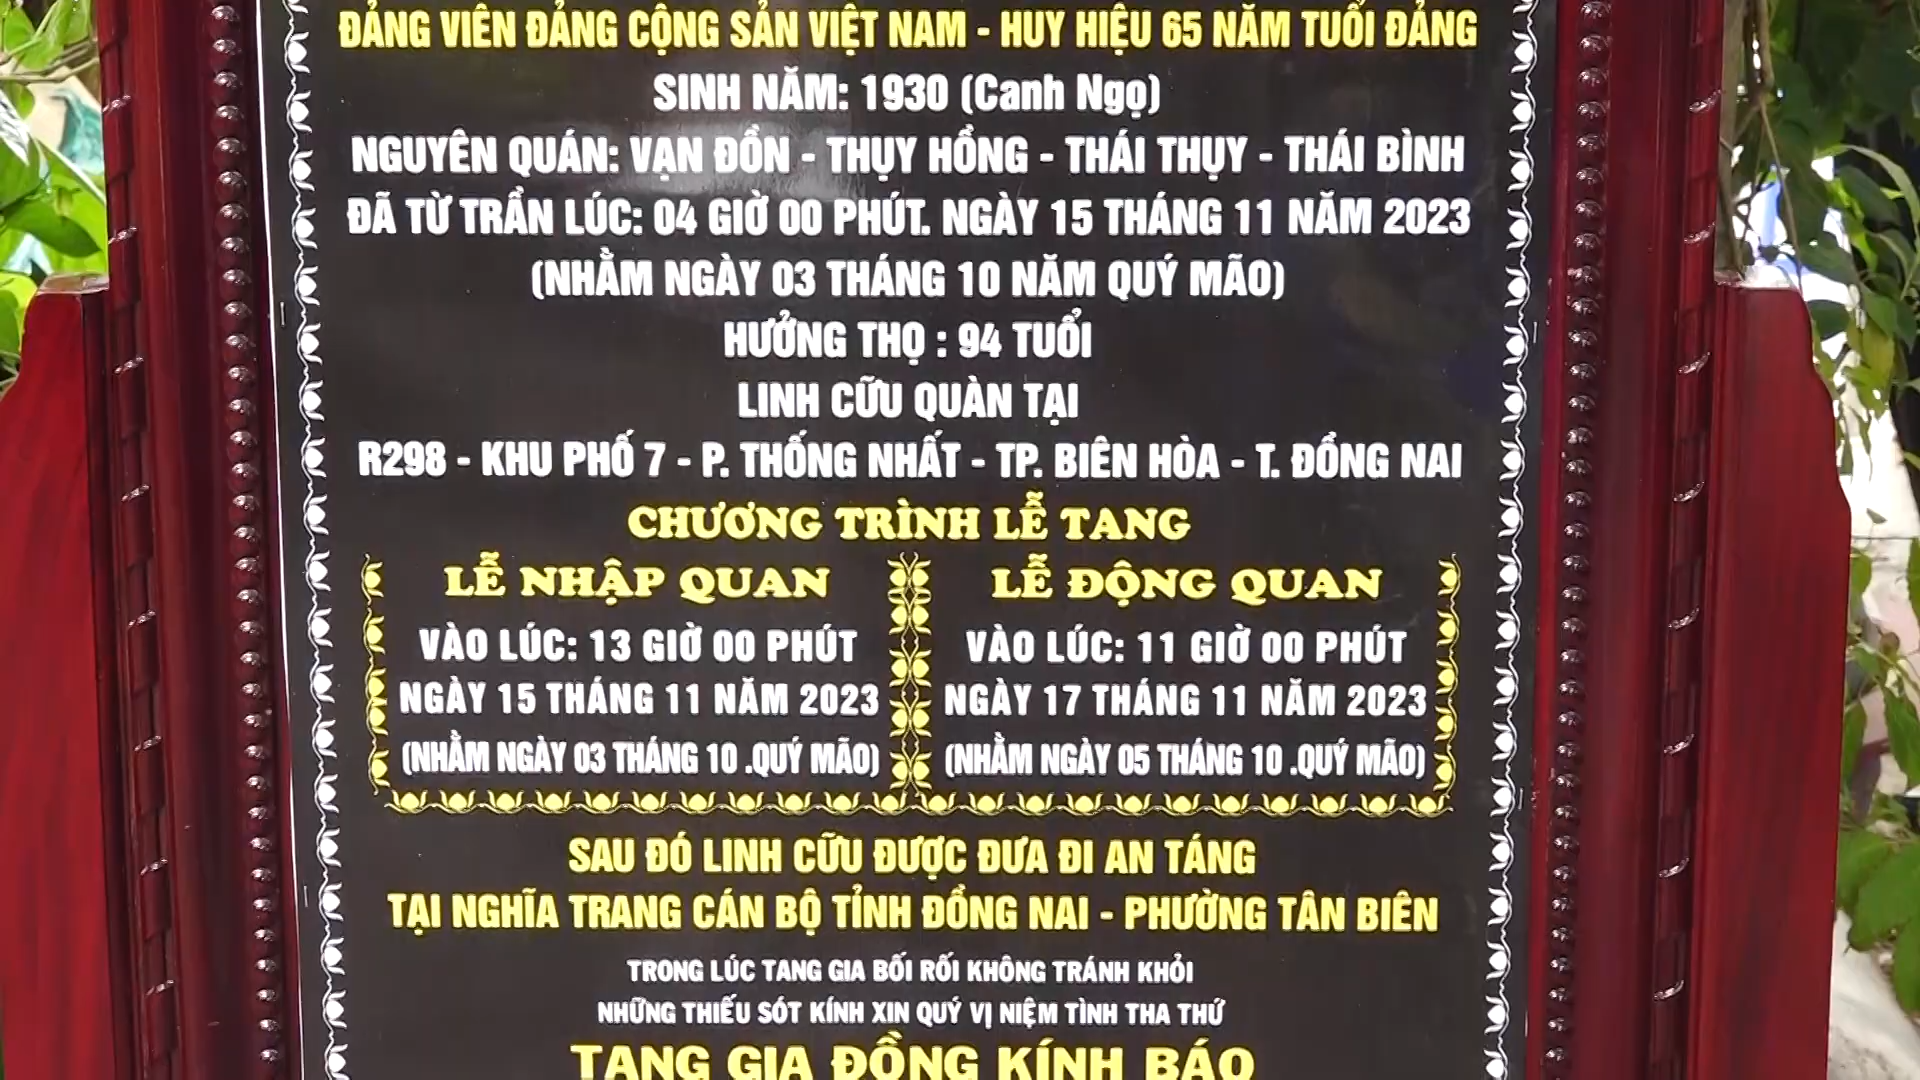 ĐẢNG VIÊN ĐẢNG CỘNG SẢN VIỆT NAM - HUY HIỆU 65 NĂM TUỔI ĐẢNG
SINH NĂM: 1930 (Canh Ngọ)
NGUYÊN QUÁN: VẠN ĐỒN - THỤY HỒNG - THÁI THỤY - THÁI BÌNH
ĐÃ TỪ TRẦN LÚC: 04 GIỜ 00 PHÚT. NGÀY 15 THÁNG 11 NĂM 2023
(NHẰM NGÀY 03 THÁNG 10 NĂM QUÝ MÃO)
HƯỞNG THỌ : 94 TUỔI
LINH CỮU QUÀN TẠI
R298 - KHU PHỐ 7 - P. THỐNG NHẤT - TP. BIÊN HÒA - T. ĐỒNG NAI
CHƯƠNG TRÌNH LỄ TANG
LỄ NHẬP QUAN
VÀO LÚC: 13 GIỜ 00 PHÚT
NGÀY 15 THÁNG 11 NĂM 2023
(NHẰM NGÀY 03 THÁNG 10 .QUÝ MÃO)
LỄ ĐỘNG QUAN
VÀO LÚC: 11 GIỜ 00 PHÚT
NGÀY 17 THÁNG 11 NĂM 2023
(NHẰM NGÀY 05 THÁNG 10 .QUÝ MÃO)
SAU ĐÓ LINH CỮU ĐƯỢC ĐƯA ĐI AN TÁNG
TẠI NGHĨA TRANG CÁN BỘ TỈNH ĐỒNG NAI - PHƯỜNG TÂN BIÊN
TRONG LÚC TANG GIA BỐI RỐI KHÔNG TRÁNH KHỎI
NHỮNG THIẾU SÓT KÍNH XIN QUÝ VỊ NIỆM TÌNH THA THỨ
TANG GIA ĐỒNG KÍNH BÁO